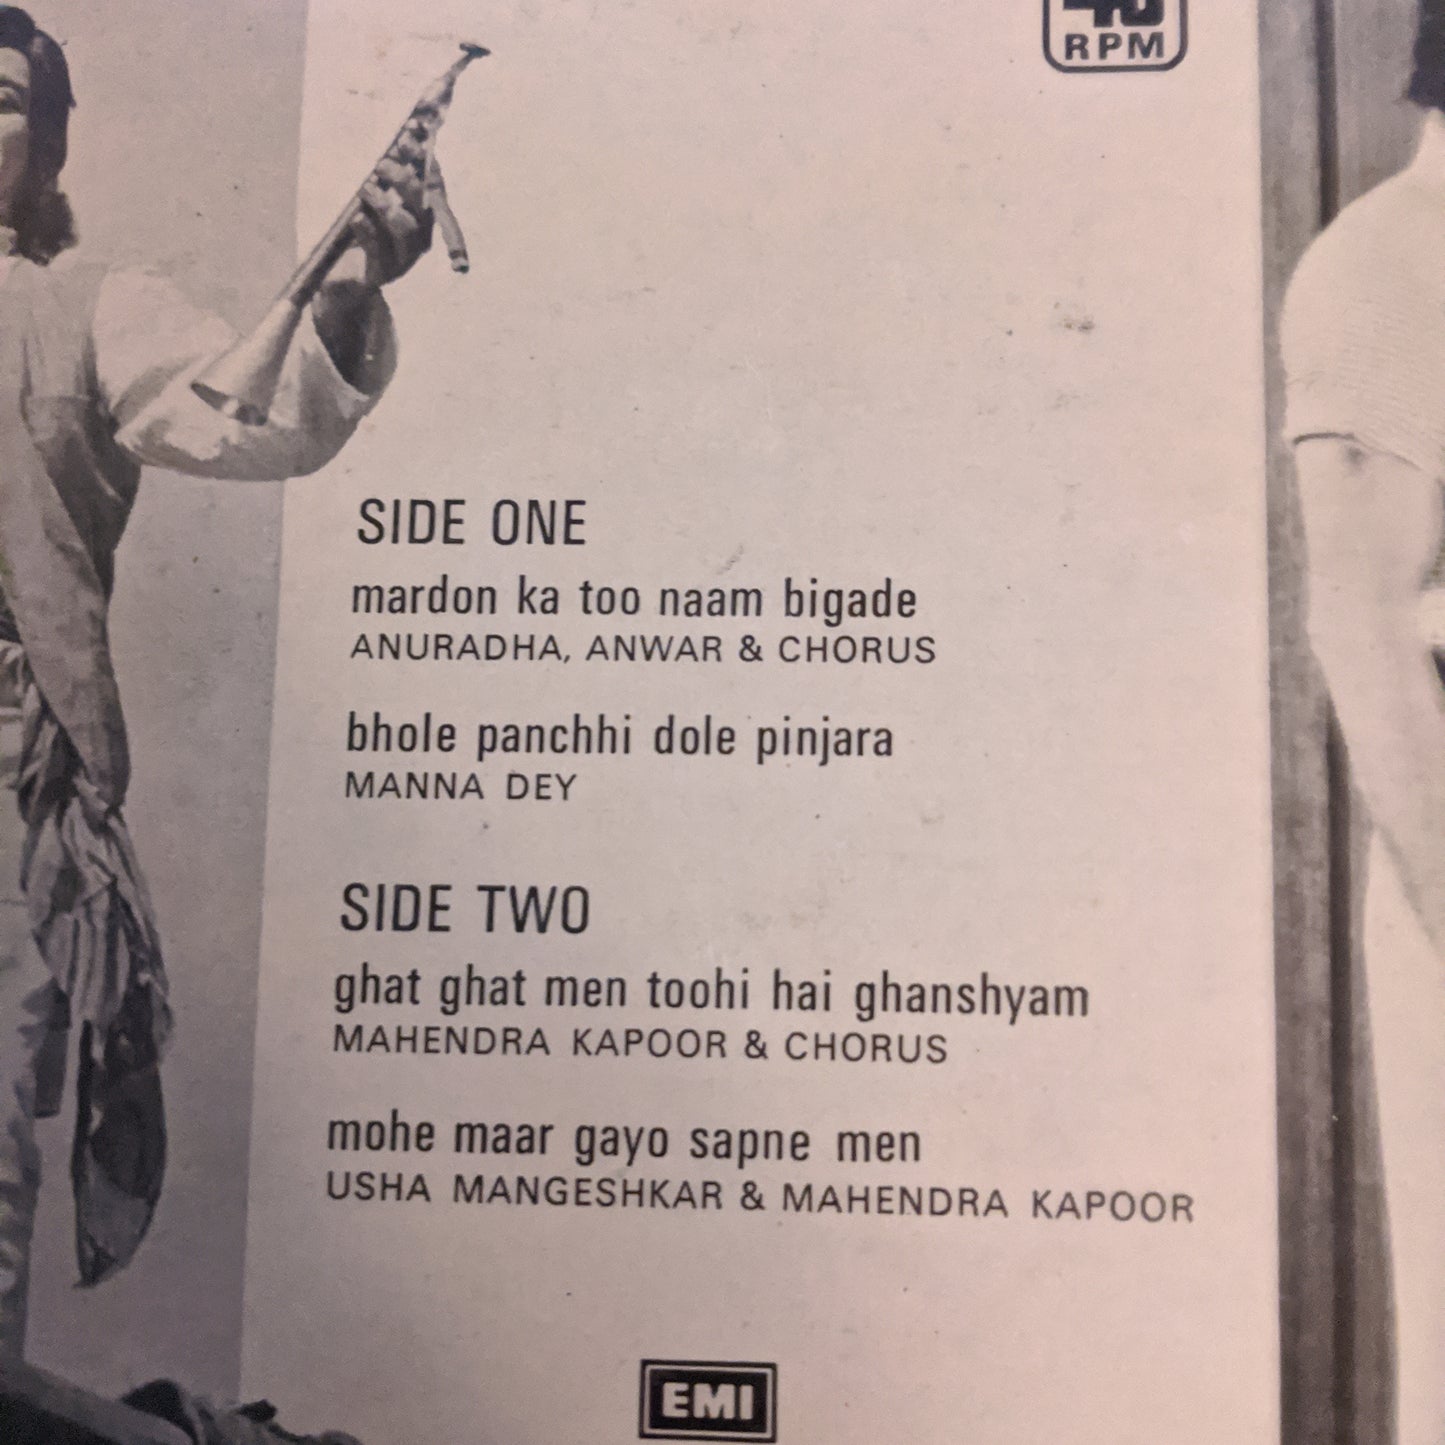 RPM
SIDE ONE
mardon ka too naam bigade
ANURADHA, ANWAR & CHORUS
bhole panchhi dole pinjara
MANNA DEY
SIDE TWO
ghat ghat men toohi hai ghanshyam
MAHENDRA KAPOOR & CHORUS
mohe maar gayo sapne men
USHA MANGESHKAR & MAHENDRA KAPOOR
EMI